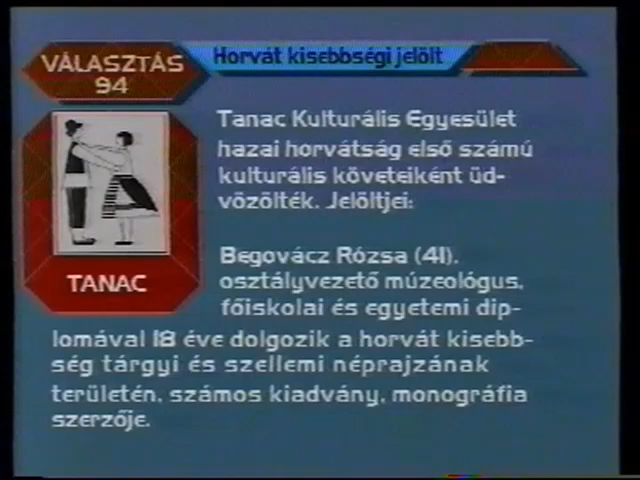 VÁLASZTÁS
94
Horvát kisebbségi jelölt
Tanac Kulturális Egyesület
hazai horvátság első számú
kulturális követeiként üd-
vözölték. Jelöltjei:
Begovácz Rózsa (41),
osztályvezető múzeológus,
főiskolai és egyetemi dip-
TANAC
lomával 18 éve dolgozik a horvát kisebb-
ség tárgyi és szellemi néprajzának
területén, számos kiadvány, monográfia
szerzője.